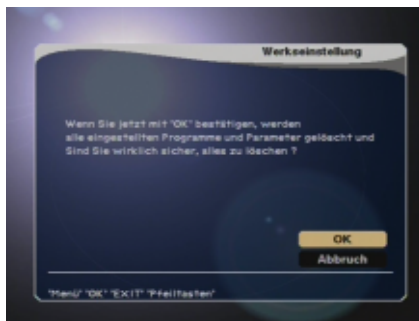 Werkseinstellung
Wenn Sie jetzt mit "OK" bestätigen, werden
alle eingestellten Programme und Parameter gelöscht und
Sind Sie wirklich sicher, alles zu löschen ?
OK
Abbruch
"Menü" "OK" "EXIT" "Pfeiltasten"